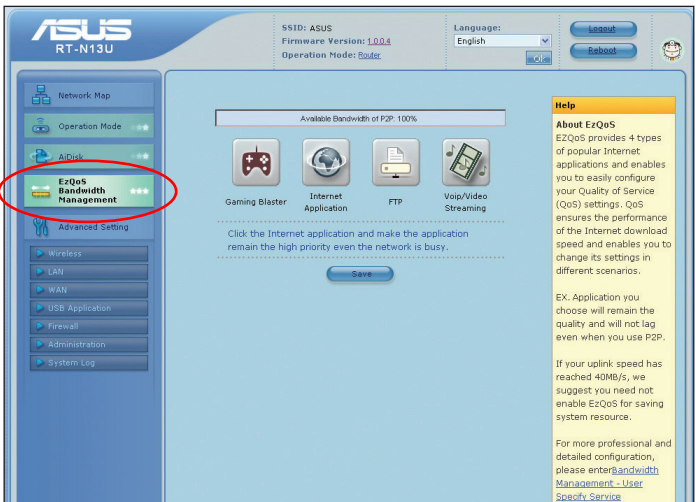 ASUS
RT-N13U
SSID: ASUS
Firmware Version: 1.0.0.4
Operation Mode: Router
Language:
English
OK
Logout
Reboot
Network Map
Operation Mode
AiDisk
EzQoS
Bandwidth
Management
Advanced Setting
Wireless
LAN
WAN
USB Application
Firewall
Administration
System Log
Available Bandwidth of P2P: 100%
Gaming Blaster
Internet
Application
FTP
Voip/Video
Streaming
Click the Internet application and make the application
remain the high priority even the network is busy.
Save
Help
About EzQoS
EZQoS provides 4 types
of popular Internet
applications and enables
you to easily configure
your Quality of Service
(QoS) settings. QoS
ensures the performance
of the Internet download
speed and enables you to
change its settings in
different scenarios.
EX. Application you
choose will remain the
quality and will not lag
even when you use P2P.
If your uplink speed has
reached 40MB/s, we
suggest you need not
enable EzQoS for saving
system resource.
For more professional and
detailed configuration,
please enterBandwidth
Management - User
Specify Service